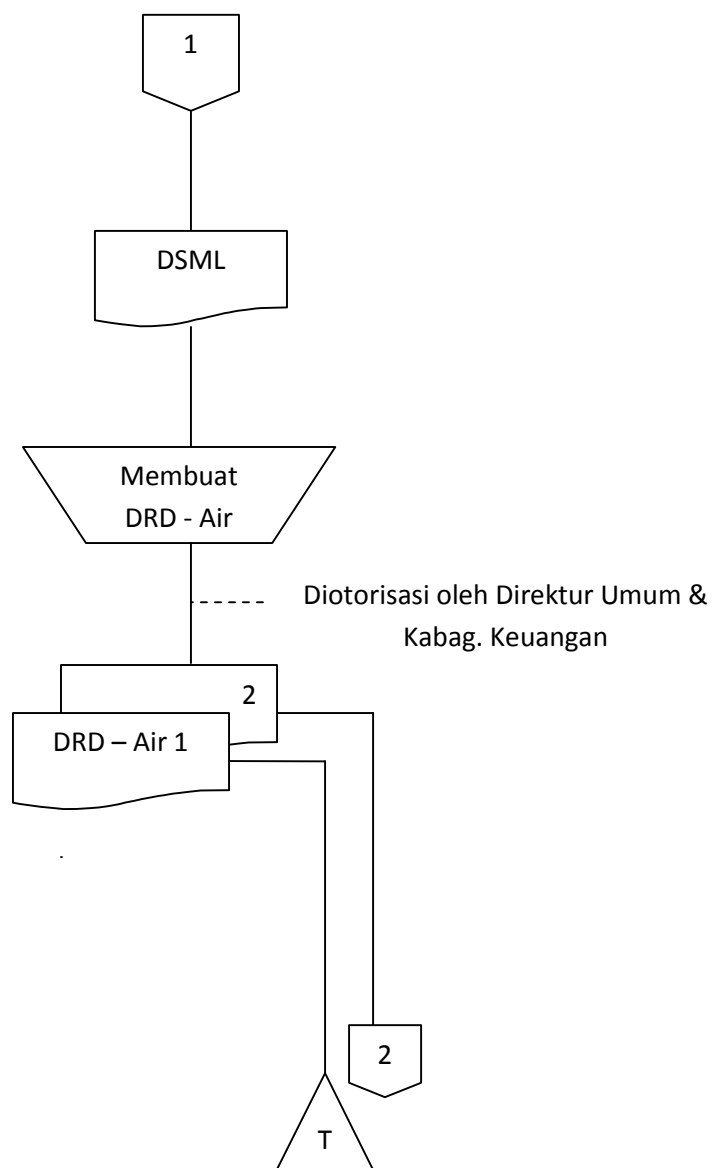 1
DSML
Membuat
DRD - Air
Diotorisasi oleh Direktur Umum &
Kabag. Keuangan
2
DRD – Air 1
.
2
T